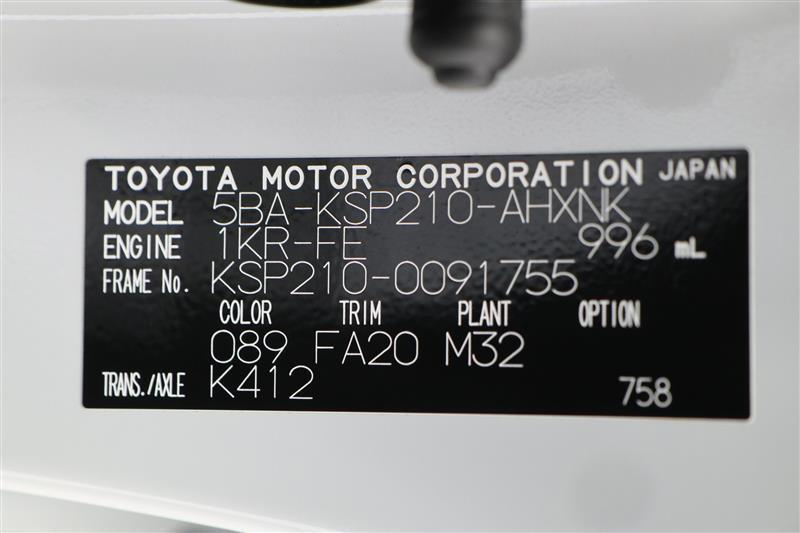 TOYOTA MOTOR CORPORATION JAPAN
MODEL 5BA-KSP210-AHXNK
ENGINE 1KR-FE 996 mL
FRAME No. KSP210-0091755
COLOR TRIM PLANT OPTION
089 FA20 M32
TRANS./AXLE K412 758